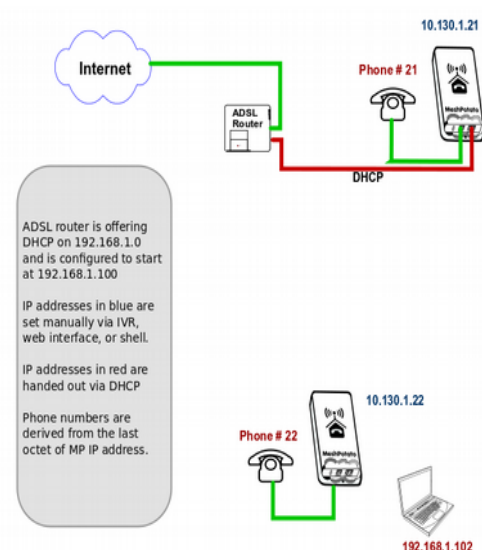 10.130.1.21
Internet
Phone # 21
MeshPotato
ADSL
Router
DHCP
ADSL router is offering
DHCP on 192.168.1.0
and is configured to start
at 192.168.1.100
IP addresses in blue are
set manually via IVR,
web interface, or shell.
IP addresses in red are
handed out via DHCP
Phone numbers are
derived from the last
octet of MP IP address.
10.130.1.22
Phone # 22
MeshPotato
192.168.1.102